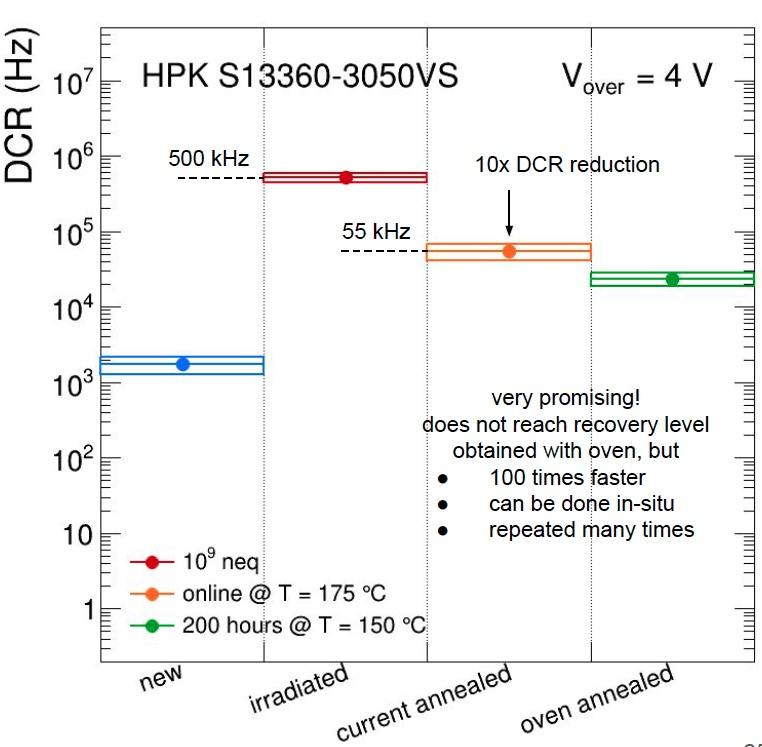 DCR (Hz)
10⁷
10⁶
10⁵
10⁴
10³
10²
10
1
HPK S13360-3050VS
V_over = 4 V
500 kHz
10x DCR reduction
55 kHz
very promising!
does not reach recovery level
obtained with oven, but
● 100 times faster
● can be done in-situ
● repeated many times
10⁹ neq
online @ T = 175 °C
200 hours @ T = 150 °C
new
irradiated
current annealed
oven annealed